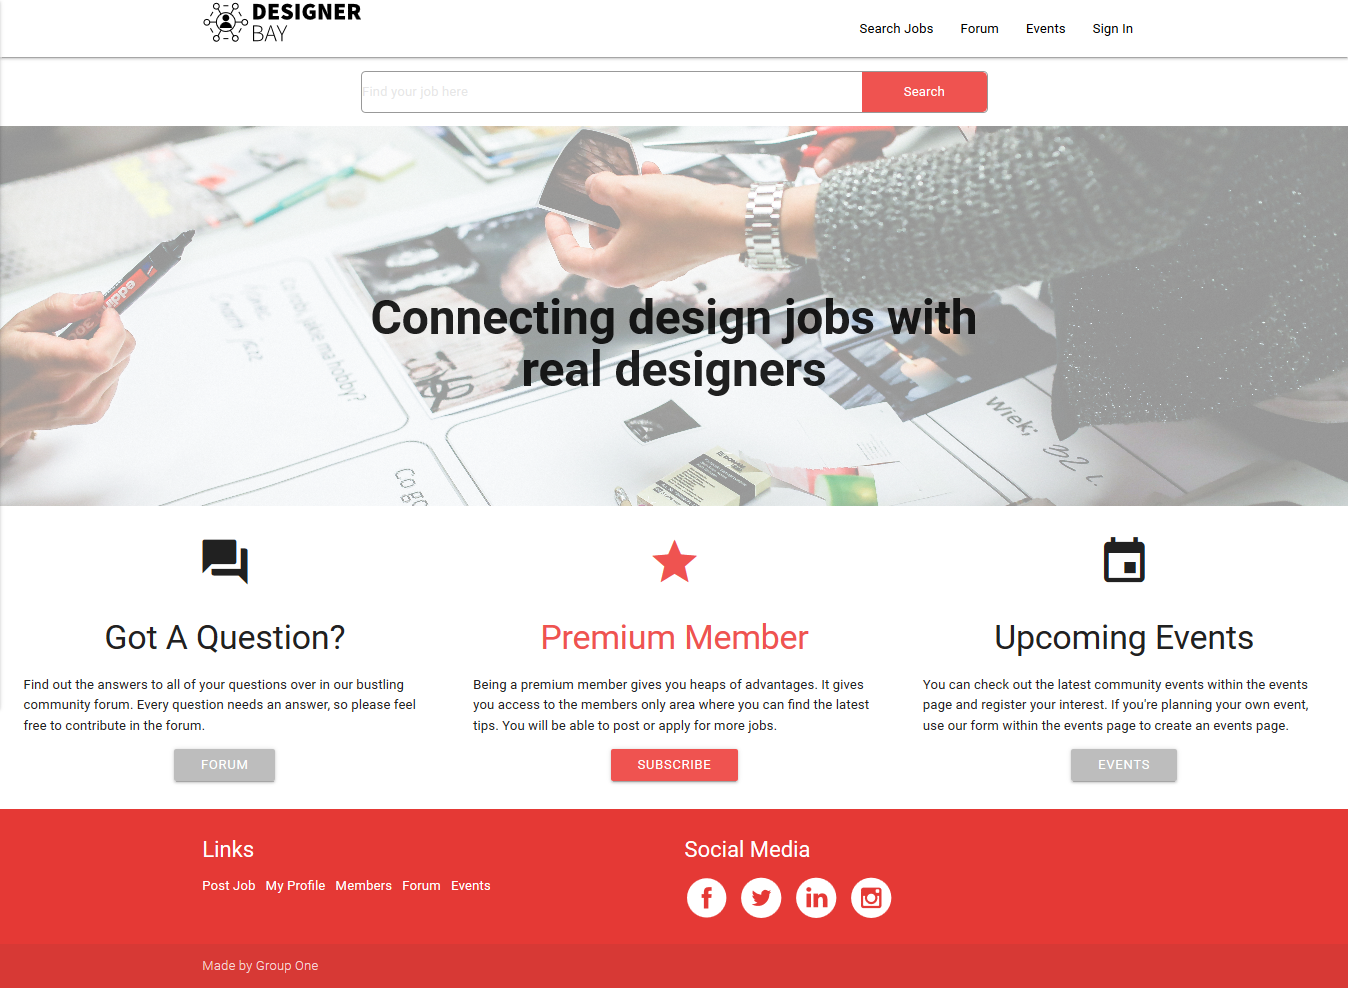 DESIGNER
BAY
Search Jobs Forum Events Sign In
Find your job here
Search
Connecting design jobs with
real designers
Wiek;
32 L.
Got A Question?
Find out the answers to all of your questions over in our bustling
community forum. Every question needs an answer, so please feel
free to contribute in the forum.
FORUM
Premium Member
Being a premium member gives you heaps of advantages. It gives
you access to the members only area where you can find the latest
tips. You will be able to post or apply for more jobs.
SUBSCRIBE
Upcoming Events
You can check out the latest community events within the events
page and register your interest. If you're planning your own event,
use our form within the events page to create an events page.
EVENTS
Links
Post Job My Profile Members Forum Events
Social Media
Made by Group One